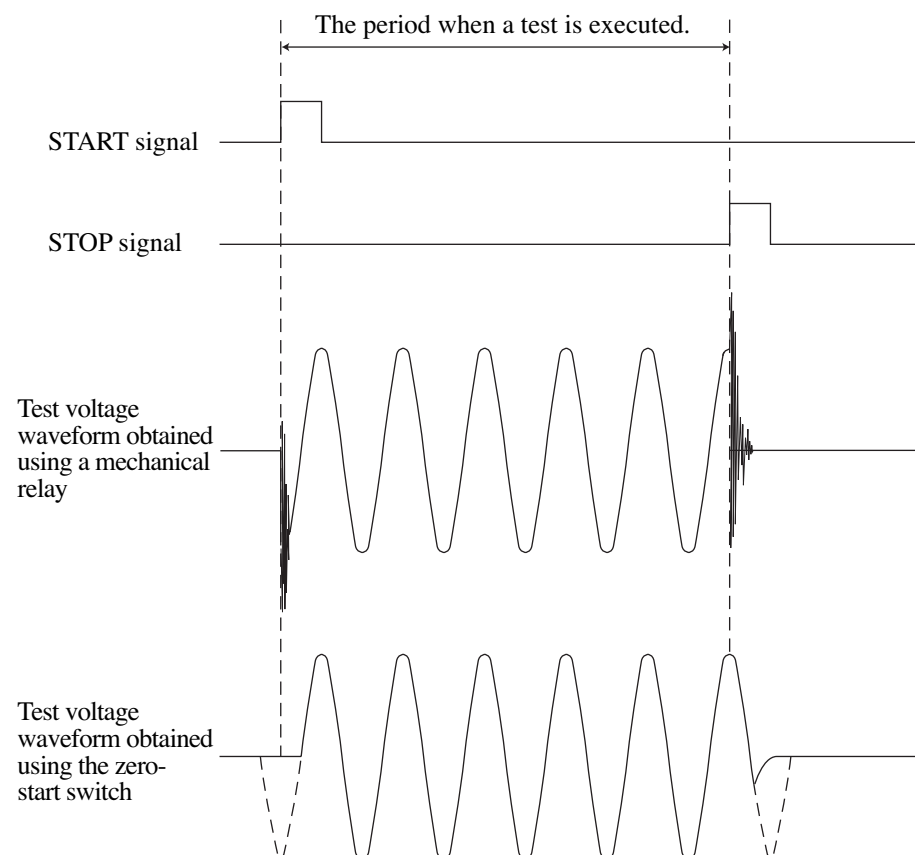 The period when a test is executed.
START signal
STOP signal
Test voltage
waveform obtained
using a mechanical
relay
Test voltage
waveform obtained
using the zero-
start switch